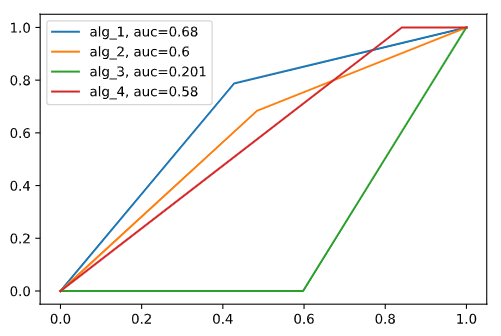 alg_1, auc=0.68
alg_2, auc=0.6
alg_3, auc=0.201
alg_4, auc=0.58
1.0
0.8
0.6
0.4
0.2
0.0
0.0 0.2 0.4 0.6 0.8 1.0